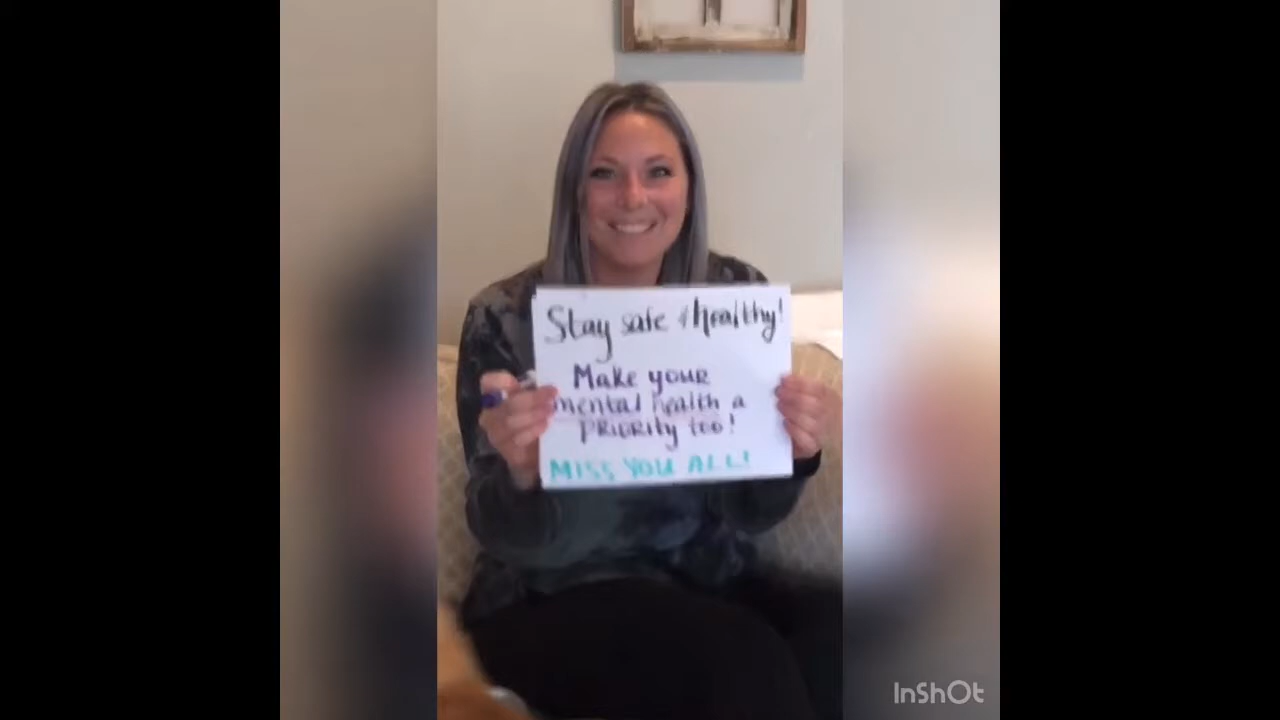 Stay safe & healthy!
Make your
mental health a
PRIORITY too!
MISS YOU ALL!
InShOt